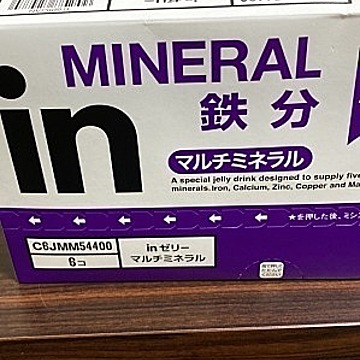 MINERAL
in
鉄分
マルチミネラル
A special jelly drink designed to supply five
minerals.Iron, Calcium, Zinc, Copper and Ma
★を押した後、ミシ
C6JMM54400
6コ
inゼリー
マルチミネラル